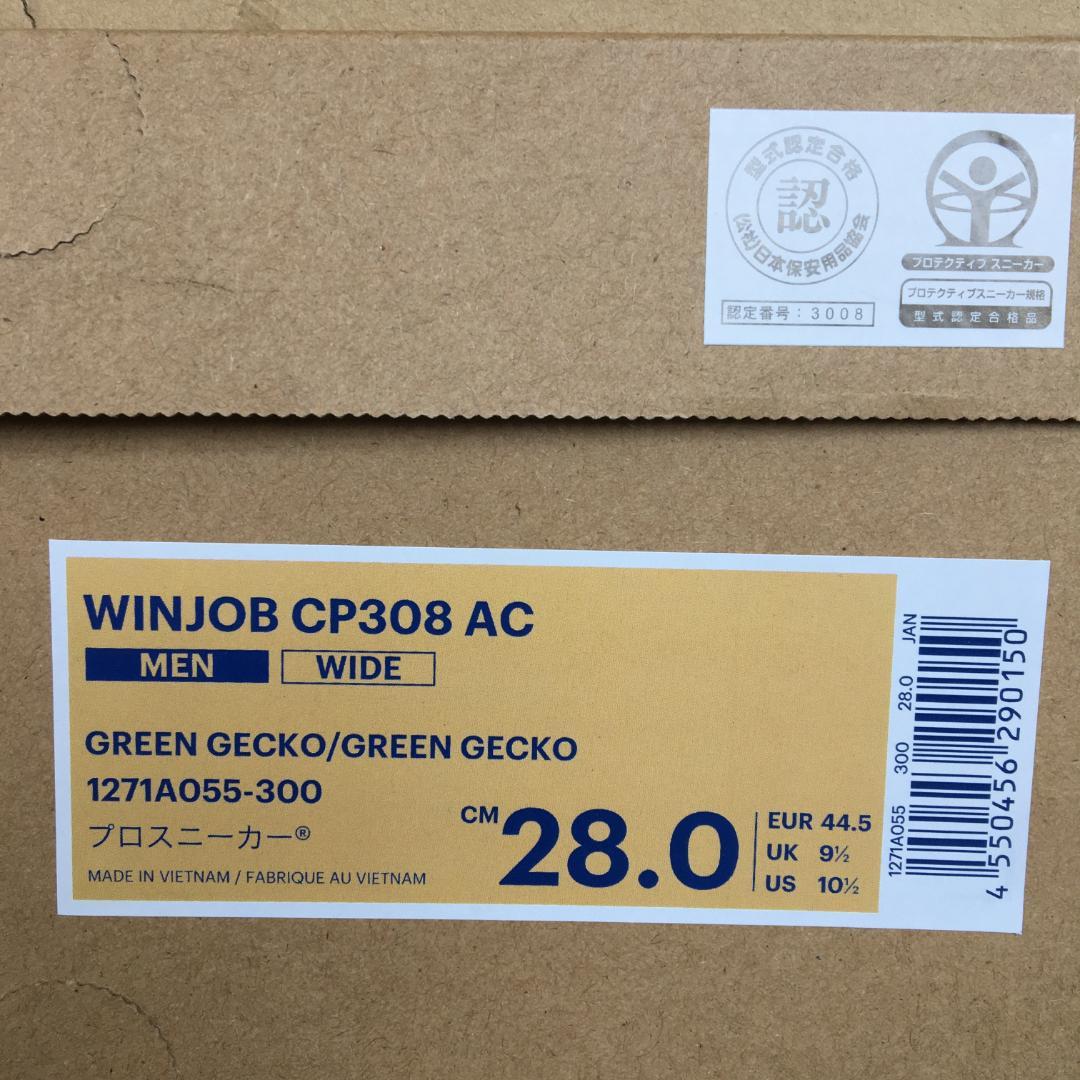 型式認定合格
認
(公社)日本保安用品協会
認定番号：3008
プロテクティブ スニーカー
プロテクティブスニーカー規格
型式認定合格品
WINJOB CP308 AC
MEN WIDE
GREEN GECKO/GREEN GECKO
1271A055-300
プロスニーカー®
MADE IN VIETNAM / FABRIQUE AU VIETNAM
CM 28.0
EUR 44.5
UK 9½
US 10½
1271A055 300 28.0 JAN
4 550456 290150